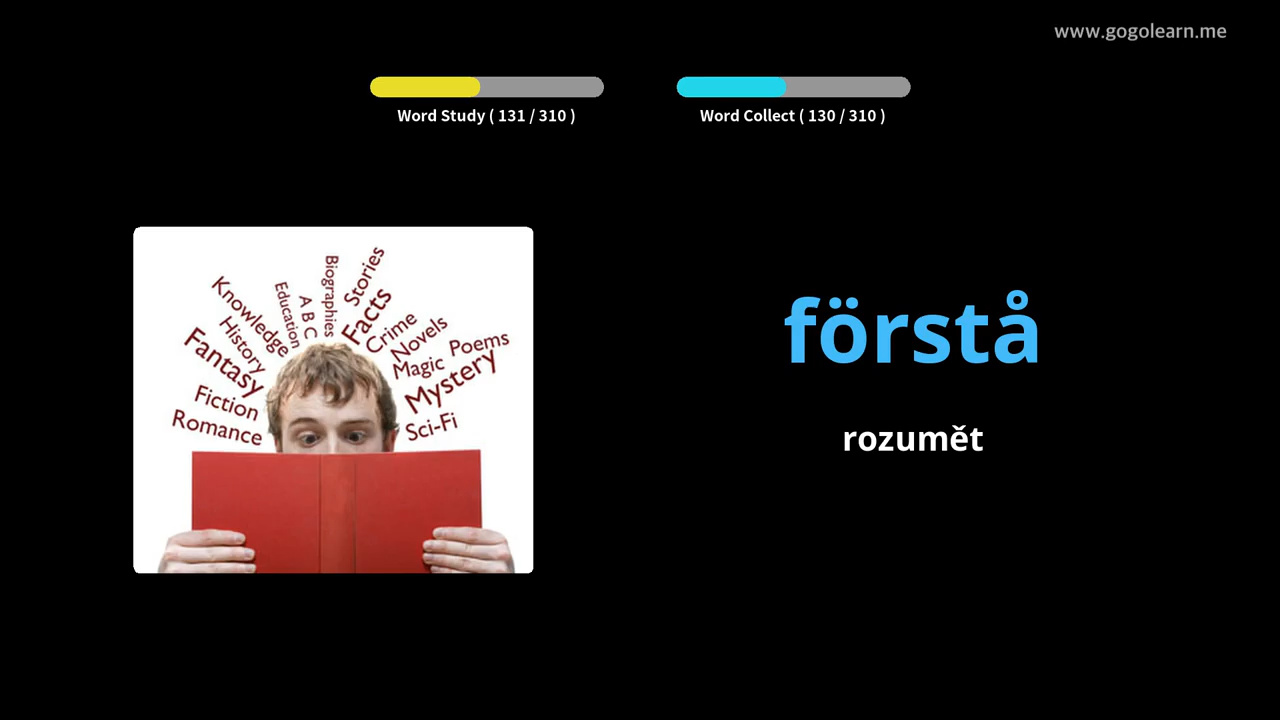 www.gogolearn.me
Word Study ( 131 / 310 )
Word Collect ( 130 / 310 )
Biographies
Stories
Knowledge
Education
A B C
Facts
History
Crime
Novels
Poems
Fantasy
Magic
Mystery
Fiction
Romance
Sci-Fi
förstå
rozumět